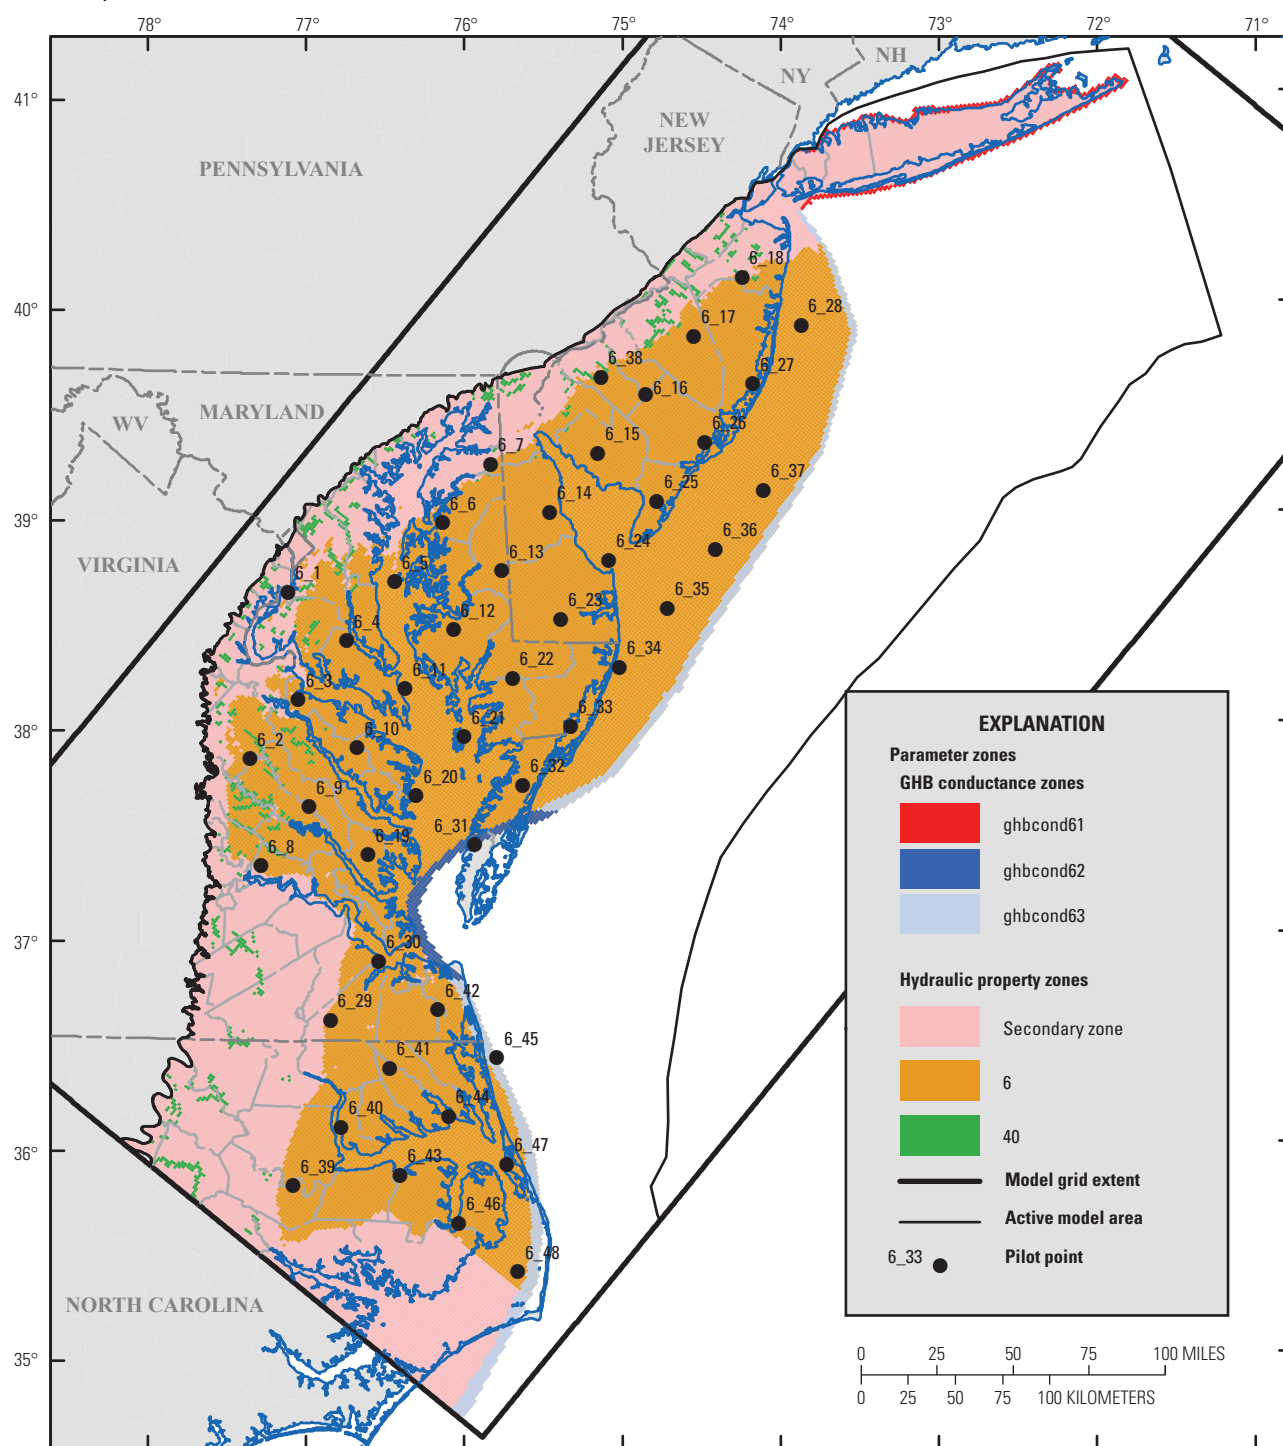 78° 77° 76° 75° 74° 73° 72° 71°
41°
40°
39°
38°
37°
36°
35°
NH
NY
NEW
JERSEY
PENNSYLVANIA
MARYLAND
WV
VIRGINIA
NORTH CAROLINA
6_18
6_28
6_17
6_38
6_27
6_16
6_26
6_15
6_7
6_37
6_25
6_14
6_6
6_36
6_24
6_13
6_5
6_1
6_35
6_23
6_12
6_4
6_34
6_22
6_11
6_3
6_33
6_21
6_10
6_2
6_32
6_20
6_9
6_31
6_19
6_8
6_30
6_42
6_29
6_45
6_41
6_44
6_40
6_47
6_43
6_39
6_46
6_48
EXPLANATION
Parameter zones
GHB conductance zones
ghbcond61
ghbcond62
ghbcond63
Hydraulic property zones
Secondary zone
6
40
Model grid extent
Active model area
6_33 Pilot point
0 25 50 75 100 MILES
0 25 50 75 100 KILOMETERS